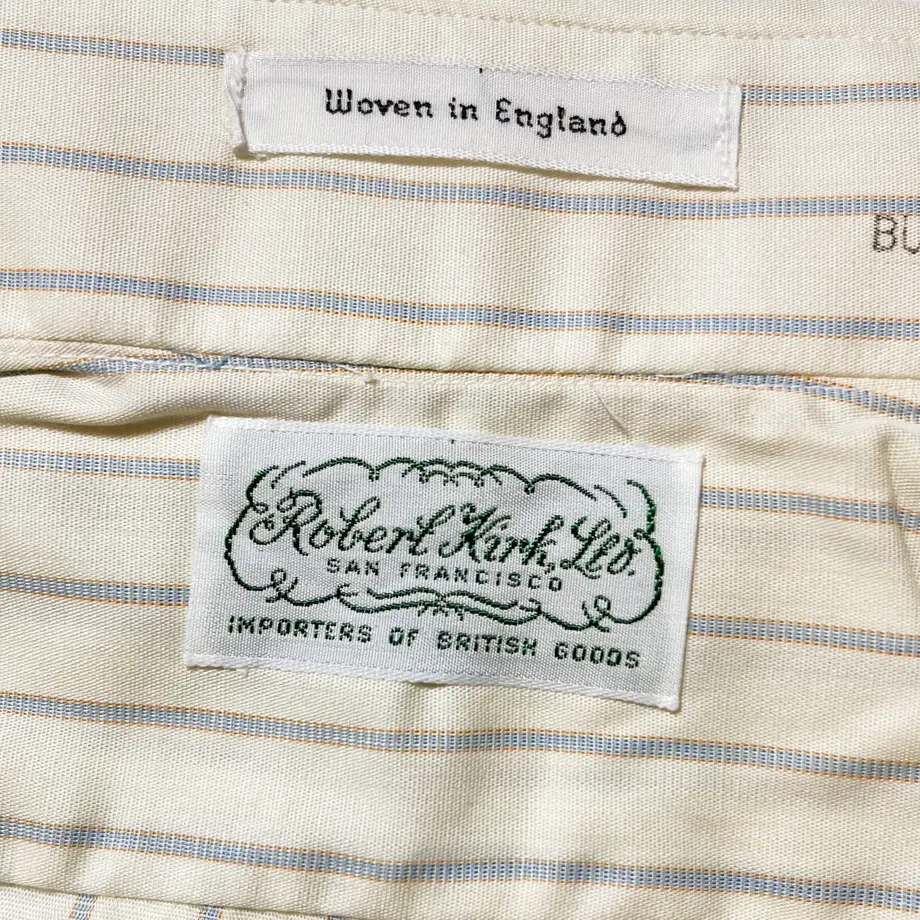 Woven in England
BU
Robert Kirk, Ltd.
SAN FRANCISCO
IMPORTERS OF BRITISH GOODS